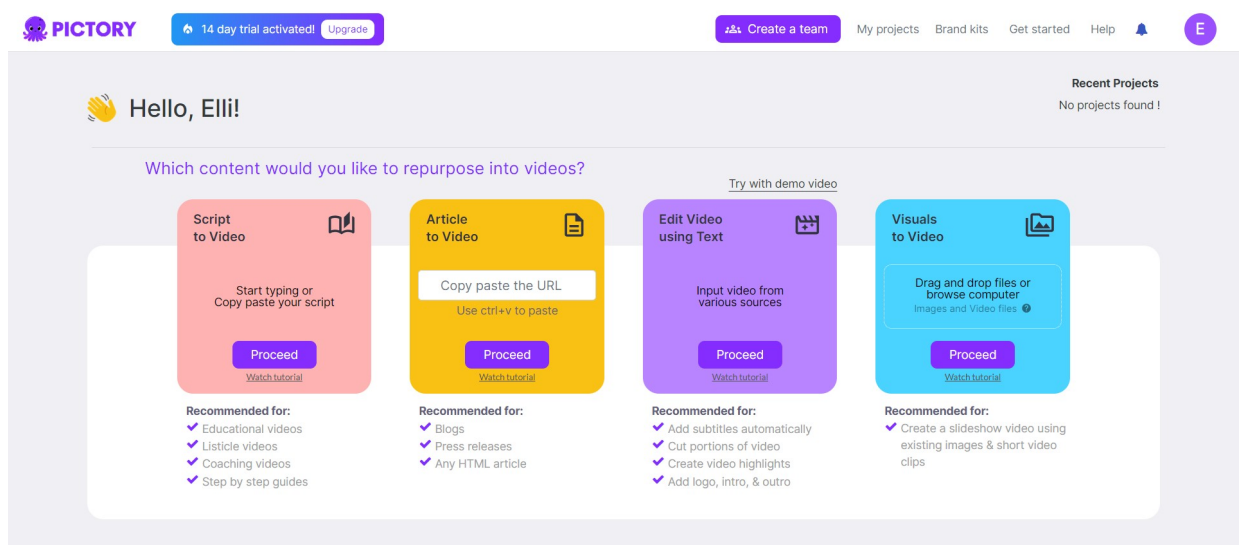 PICTORY
14 day trial activated! Upgrade
Create a team
My projects
Brand kits
Get started
Help
E
Hello, Elli!
Recent Projects
No projects found !
Which content would you like to repurpose into videos?
Try with demo video
Script
to Video
Start typing or
Copy paste your script
Proceed
Watch tutorial
Recommended for:
Educational videos
Listicle videos
Coaching videos
Step by step guides
Article
to Video
Copy paste the URL
Use ctrl+v to paste
Proceed
Watch tutorial
Recommended for:
Blogs
Press releases
Any HTML article
Edit Video
using Text
Input video from
various sources
Proceed
Watch tutorial
Recommended for:
Add subtitles automatically
Cut portions of video
Create video highlights
Add logo, intro, & outro
Visuals
to Video
Drag and drop files or
browse computer
Images and Video files ?
Proceed
Watch tutorial
Recommended for:
Create a slideshow video using
existing images & short video
clips